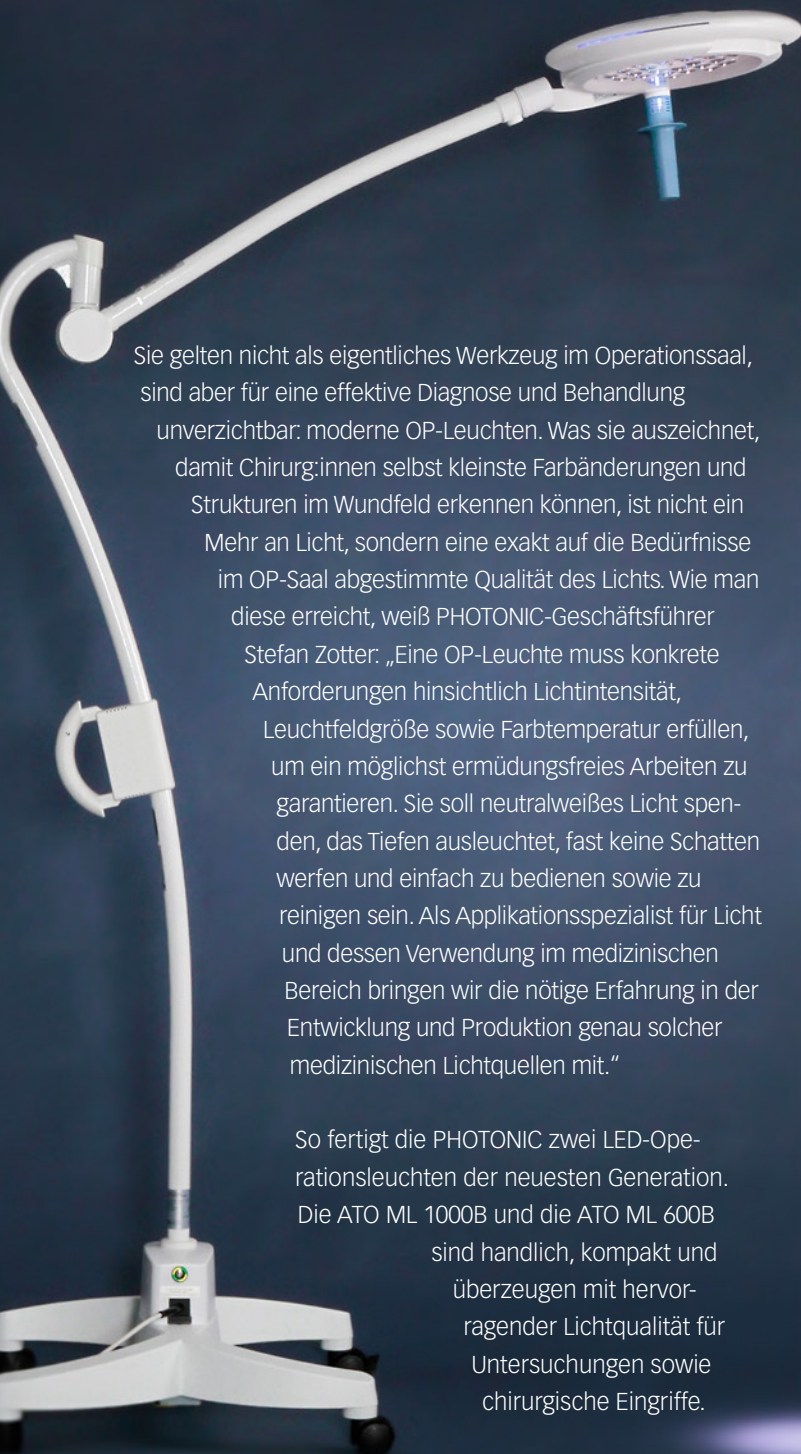 Sie gelten nicht als eigentliches Werkzeug im Operationssaal,
sind aber für eine effektive Diagnose und Behandlung
unverzichtbar: moderne OP-Leuchten. Was sie auszeichnet,
damit Chirurg:innen selbst kleinste Farbänderungen und
Strukturen im Wundfeld erkennen können, ist nicht ein
Mehr an Licht, sondern eine exakt auf die Bedürfnisse
im OP-Saal abgestimmte Qualität des Lichts. Wie man
diese erreicht, weiß PHOTONIC-Geschäftsführer
Stefan Zotter: „Eine OP-Leuchte muss konkrete
Anforderungen hinsichtlich Lichtintensität,
Leuchtfeldgröße sowie Farbtemperatur erfüllen,
um ein möglichst ermüdungsfreies Arbeiten zu
garantieren. Sie soll neutralweißes Licht spen-
den, das Tiefen ausleuchtet, fast keine Schatten
werfen und einfach zu bedienen sowie zu
reinigen sein. Als Applikationsspezialist für Licht
und dessen Verwendung im medizinischen
Bereich bringen wir die nötige Erfahrung in der
Entwicklung und Produktion genau solcher
medizinischen Lichtquellen mit.“
So fertigt die PHOTONIC zwei LED-Ope-
rationsleuchten der neuesten Generation.
Die ATO ML 1000B und die ATO ML 600B
sind handlich, kompakt und
überzeugen mit hervor-
ragender Lichtqualität für
Untersuchungen sowie
chirurgische Eingriffe.